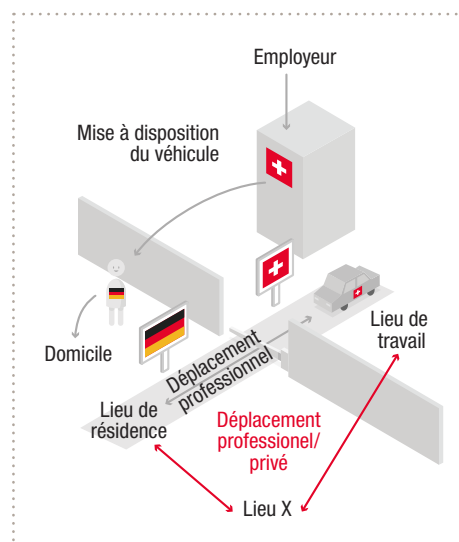 Employeur
Mise à disposition
du véhicule
Domicile
Déplacement
professionnel
Lieu de
travail
Lieu de
résidence
Déplacement
professionel/
privé
Lieu X